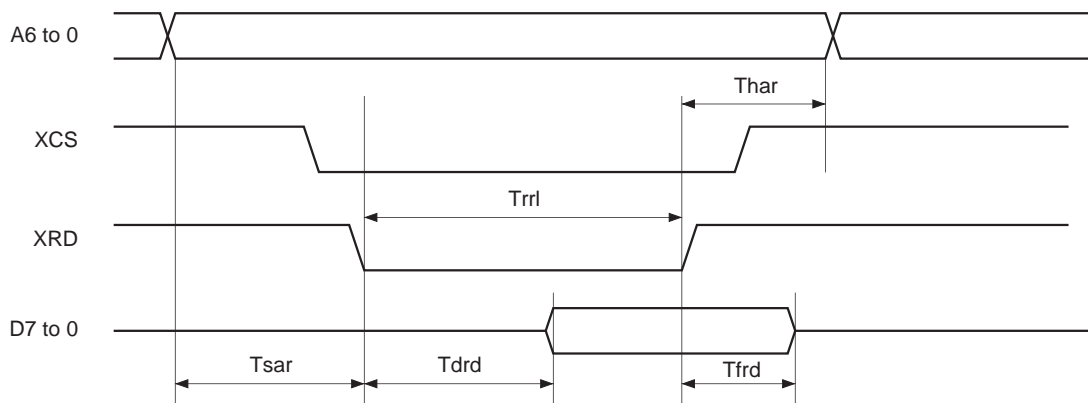 A6 to 0
Thar
XCS
Trrl
XRD
D7 to 0
Tsar
Tdrd
Tfrd